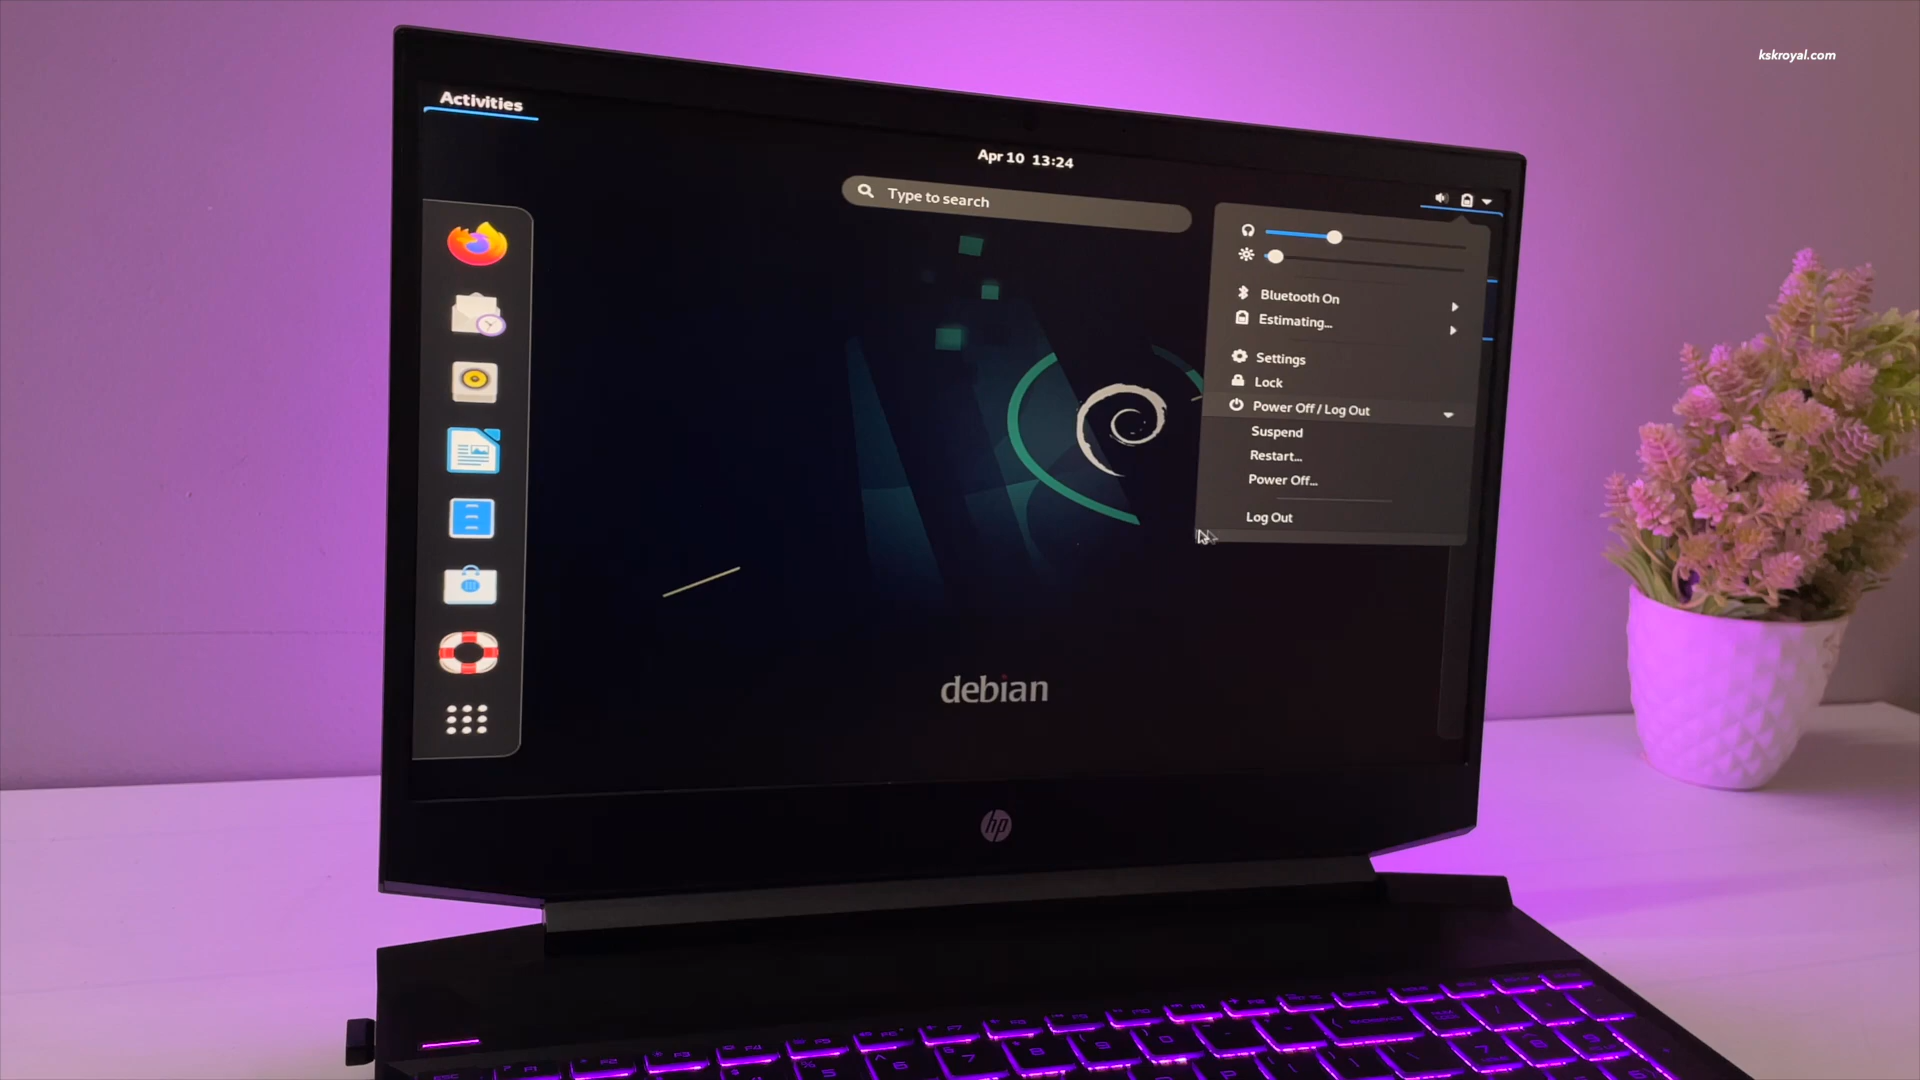 kskroyal.com
Activities
Apr 10 13:24
Type to search
Bluetooth On
Estimating...
Settings
Lock
Power Off / Log Out
Suspend
Restart...
Power Off...
Log Out
debian
hp